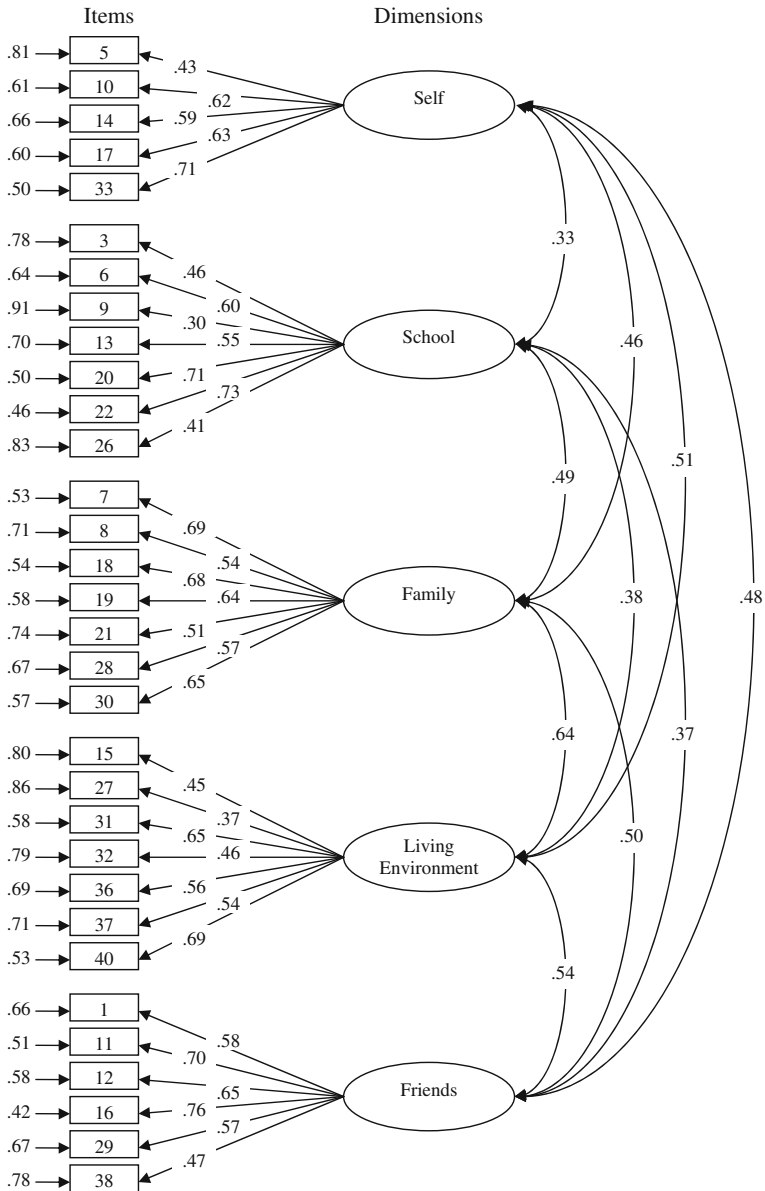 Items Dimensions
.81 5 .43
.61 10 .62
.66 14 .59
.60 17 .63
.50 33 .71
Self
.33
.78 3 .46
.64 6 .60
.91 9 .30
.70 13 .55
.50 20 .71
.46 22 .73
.83 26 .41
School
.46
.51
.49
.53 7 .69
.71 8 .54
.54 18 .68
.58 19 .64
.74 21 .51
.67 28 .57
.57 30 .65
Family
.38
.48
.64
.37
.80 15 .45
.86 27 .37
.58 31 .65
.79 32 .46
.69 36 .56
.71 37 .54
.53 40 .69
Living
Environment
.50
.54
.66 1 .58
.51 11 .70
.58 12 .65
.42 16 .76
.67 29 .57
.78 38 .47
Friends